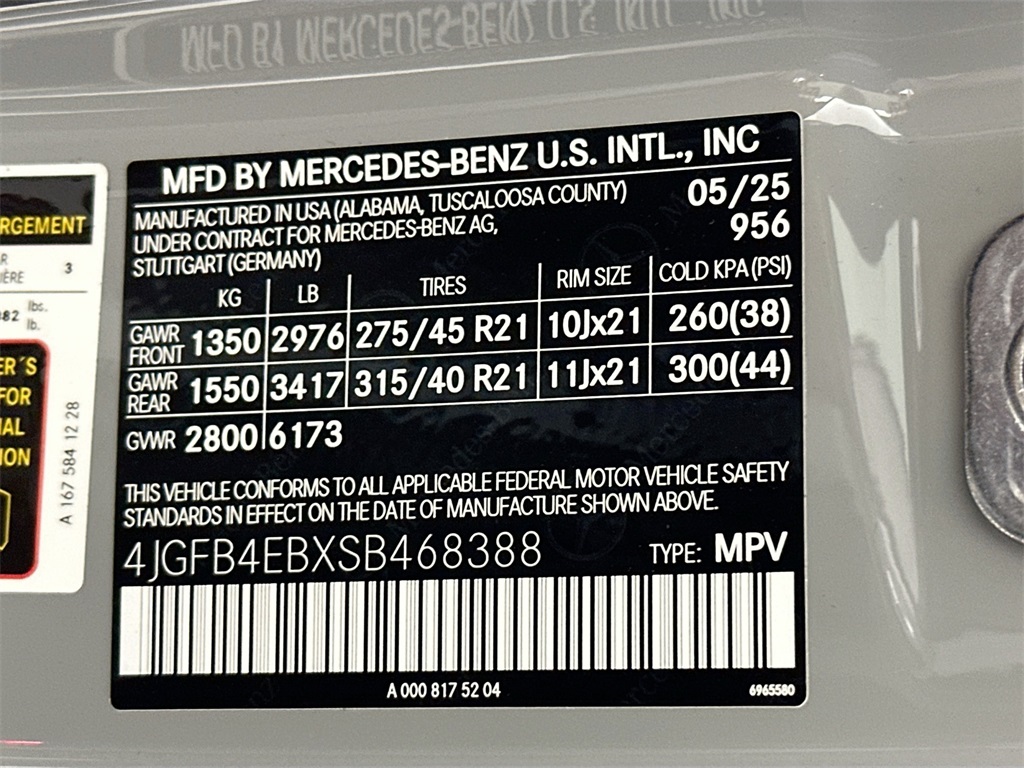 MFD BY MERCEDES-BENZ U.S. INTL., INC
MANUFACTURED IN USA (ALABAMA, TUSCALOOSA COUNTY) 05/25
UNDER CONTRACT FOR MERCEDES-BENZ AG, 956
STUTTGART (GERMANY)
KG LB TIRES RIM SIZE COLD KPA (PSI)
GAWR FRONT 1350 2976 275/45 R21 10Jx21 260(38)
GAWR REAR 1550 3417 315/40 R21 11Jx21 300(44)
GVWR 2800 6173
THIS VEHICLE CONFORMS TO ALL APPLICABLE FEDERAL MOTOR VEHICLE SAFETY
STANDARDS IN EFFECT ON THE DATE OF MANUFACTURE SHOWN ABOVE.
4JGFB4EBXSB468388 TYPE: MPV
A 000 817 52 04 6965580
RGEMENT
3
lbs.
lb.
A 167 584 12 28